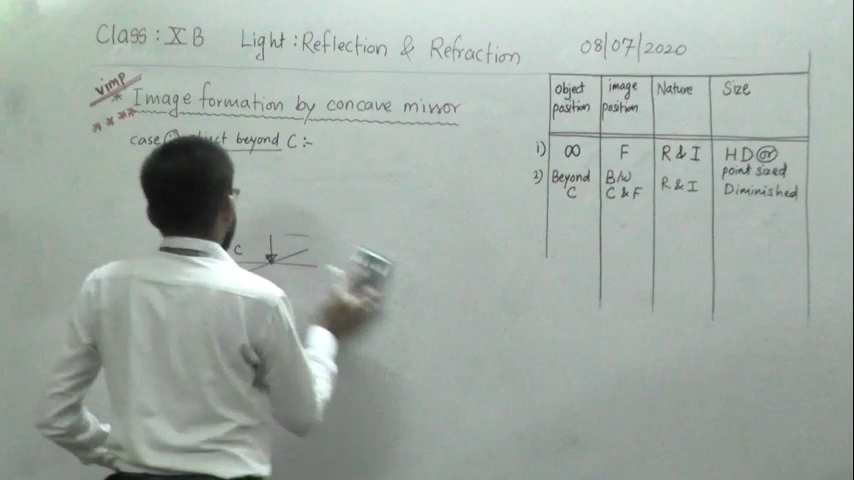 Class : X B Light : Reflection & Refraction 08/07/2020
VIMP
* Image formation by concave mirror
case beyond C :-
C
object position image position Nature Size
1) ∞ F R & I H D or point sized
2) Beyond C B/w C & F R & I Diminished